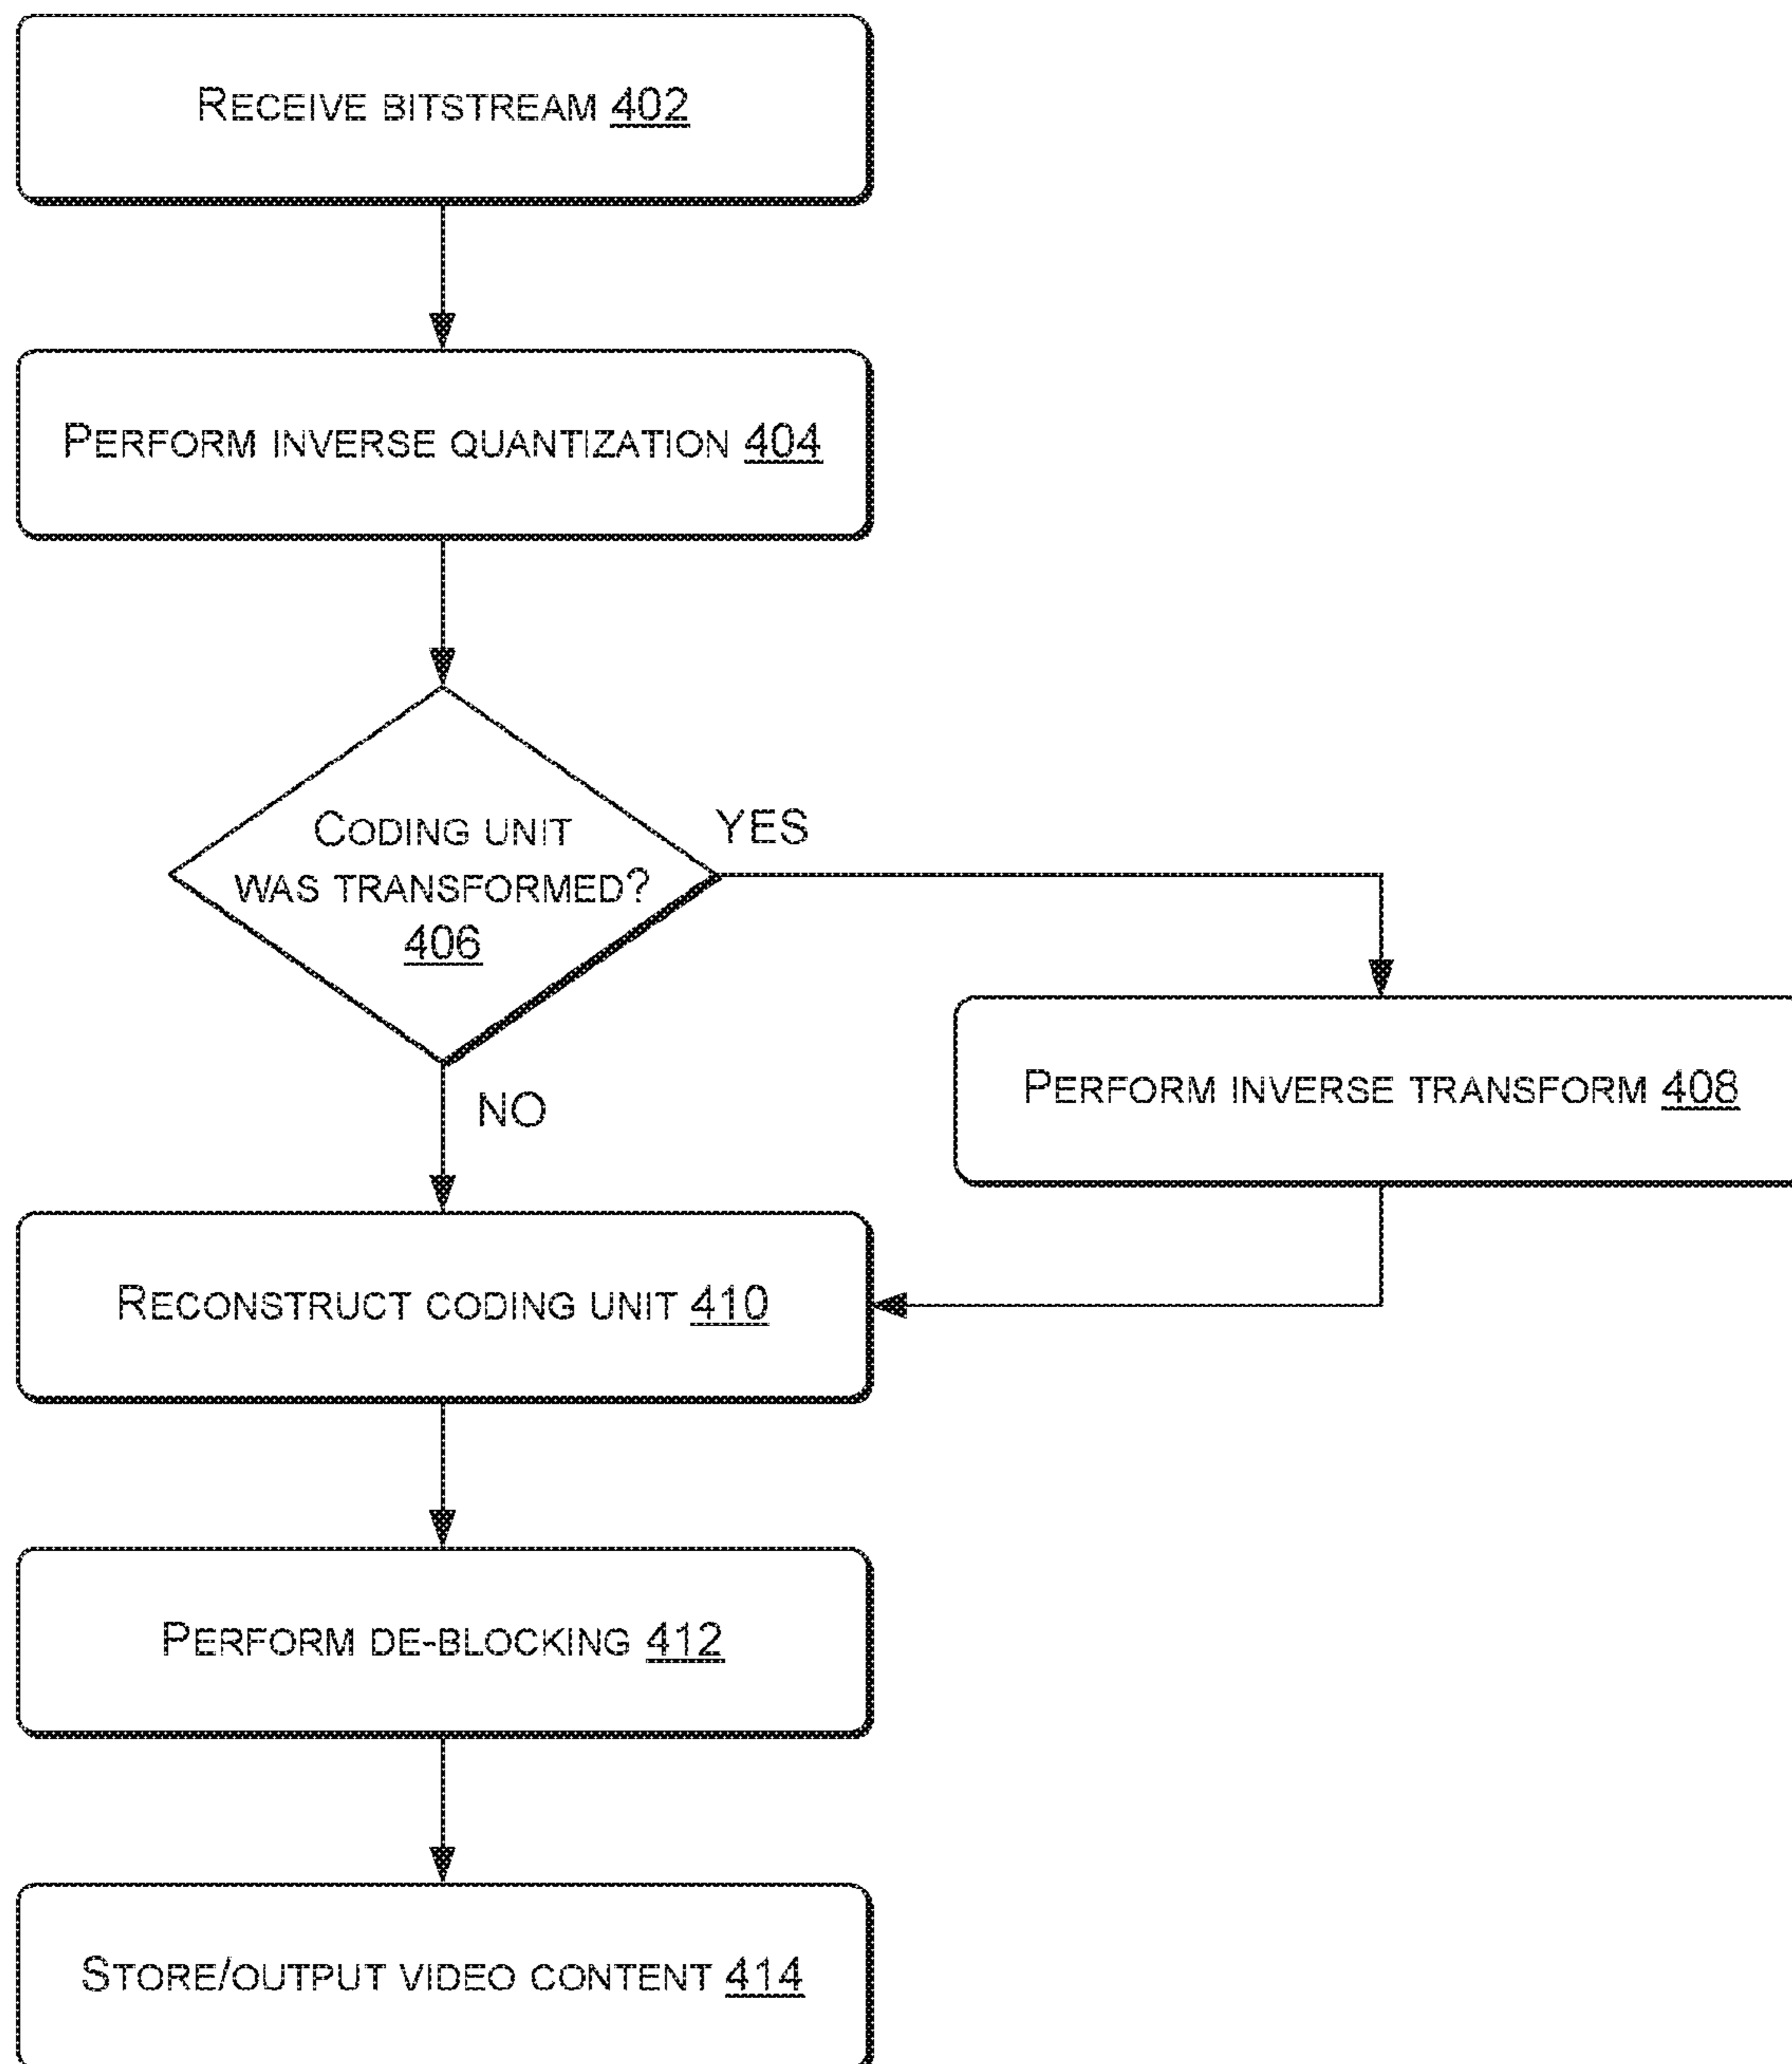 RECEIVE BITSTREAM 402
PERFORM INVERSE QUANTIZATION 404
CODING UNIT
WAS TRANSFORMED?
406
YES
NO
PERFORM INVERSE TRANSFORM 408
RECONSTRUCT CODING UNIT 410
PERFORM DE-BLOCKING 412
STORE/OUTPUT VIDEO CONTENT 414